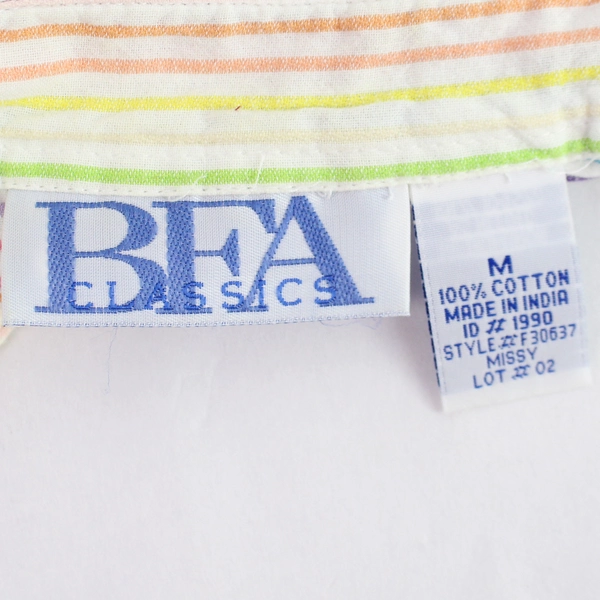 BFA
CLASSICS
M
100% COTTON
MADE IN INDIA
ID # 1990
STYLE # F30637
MISSY
LOT # 02